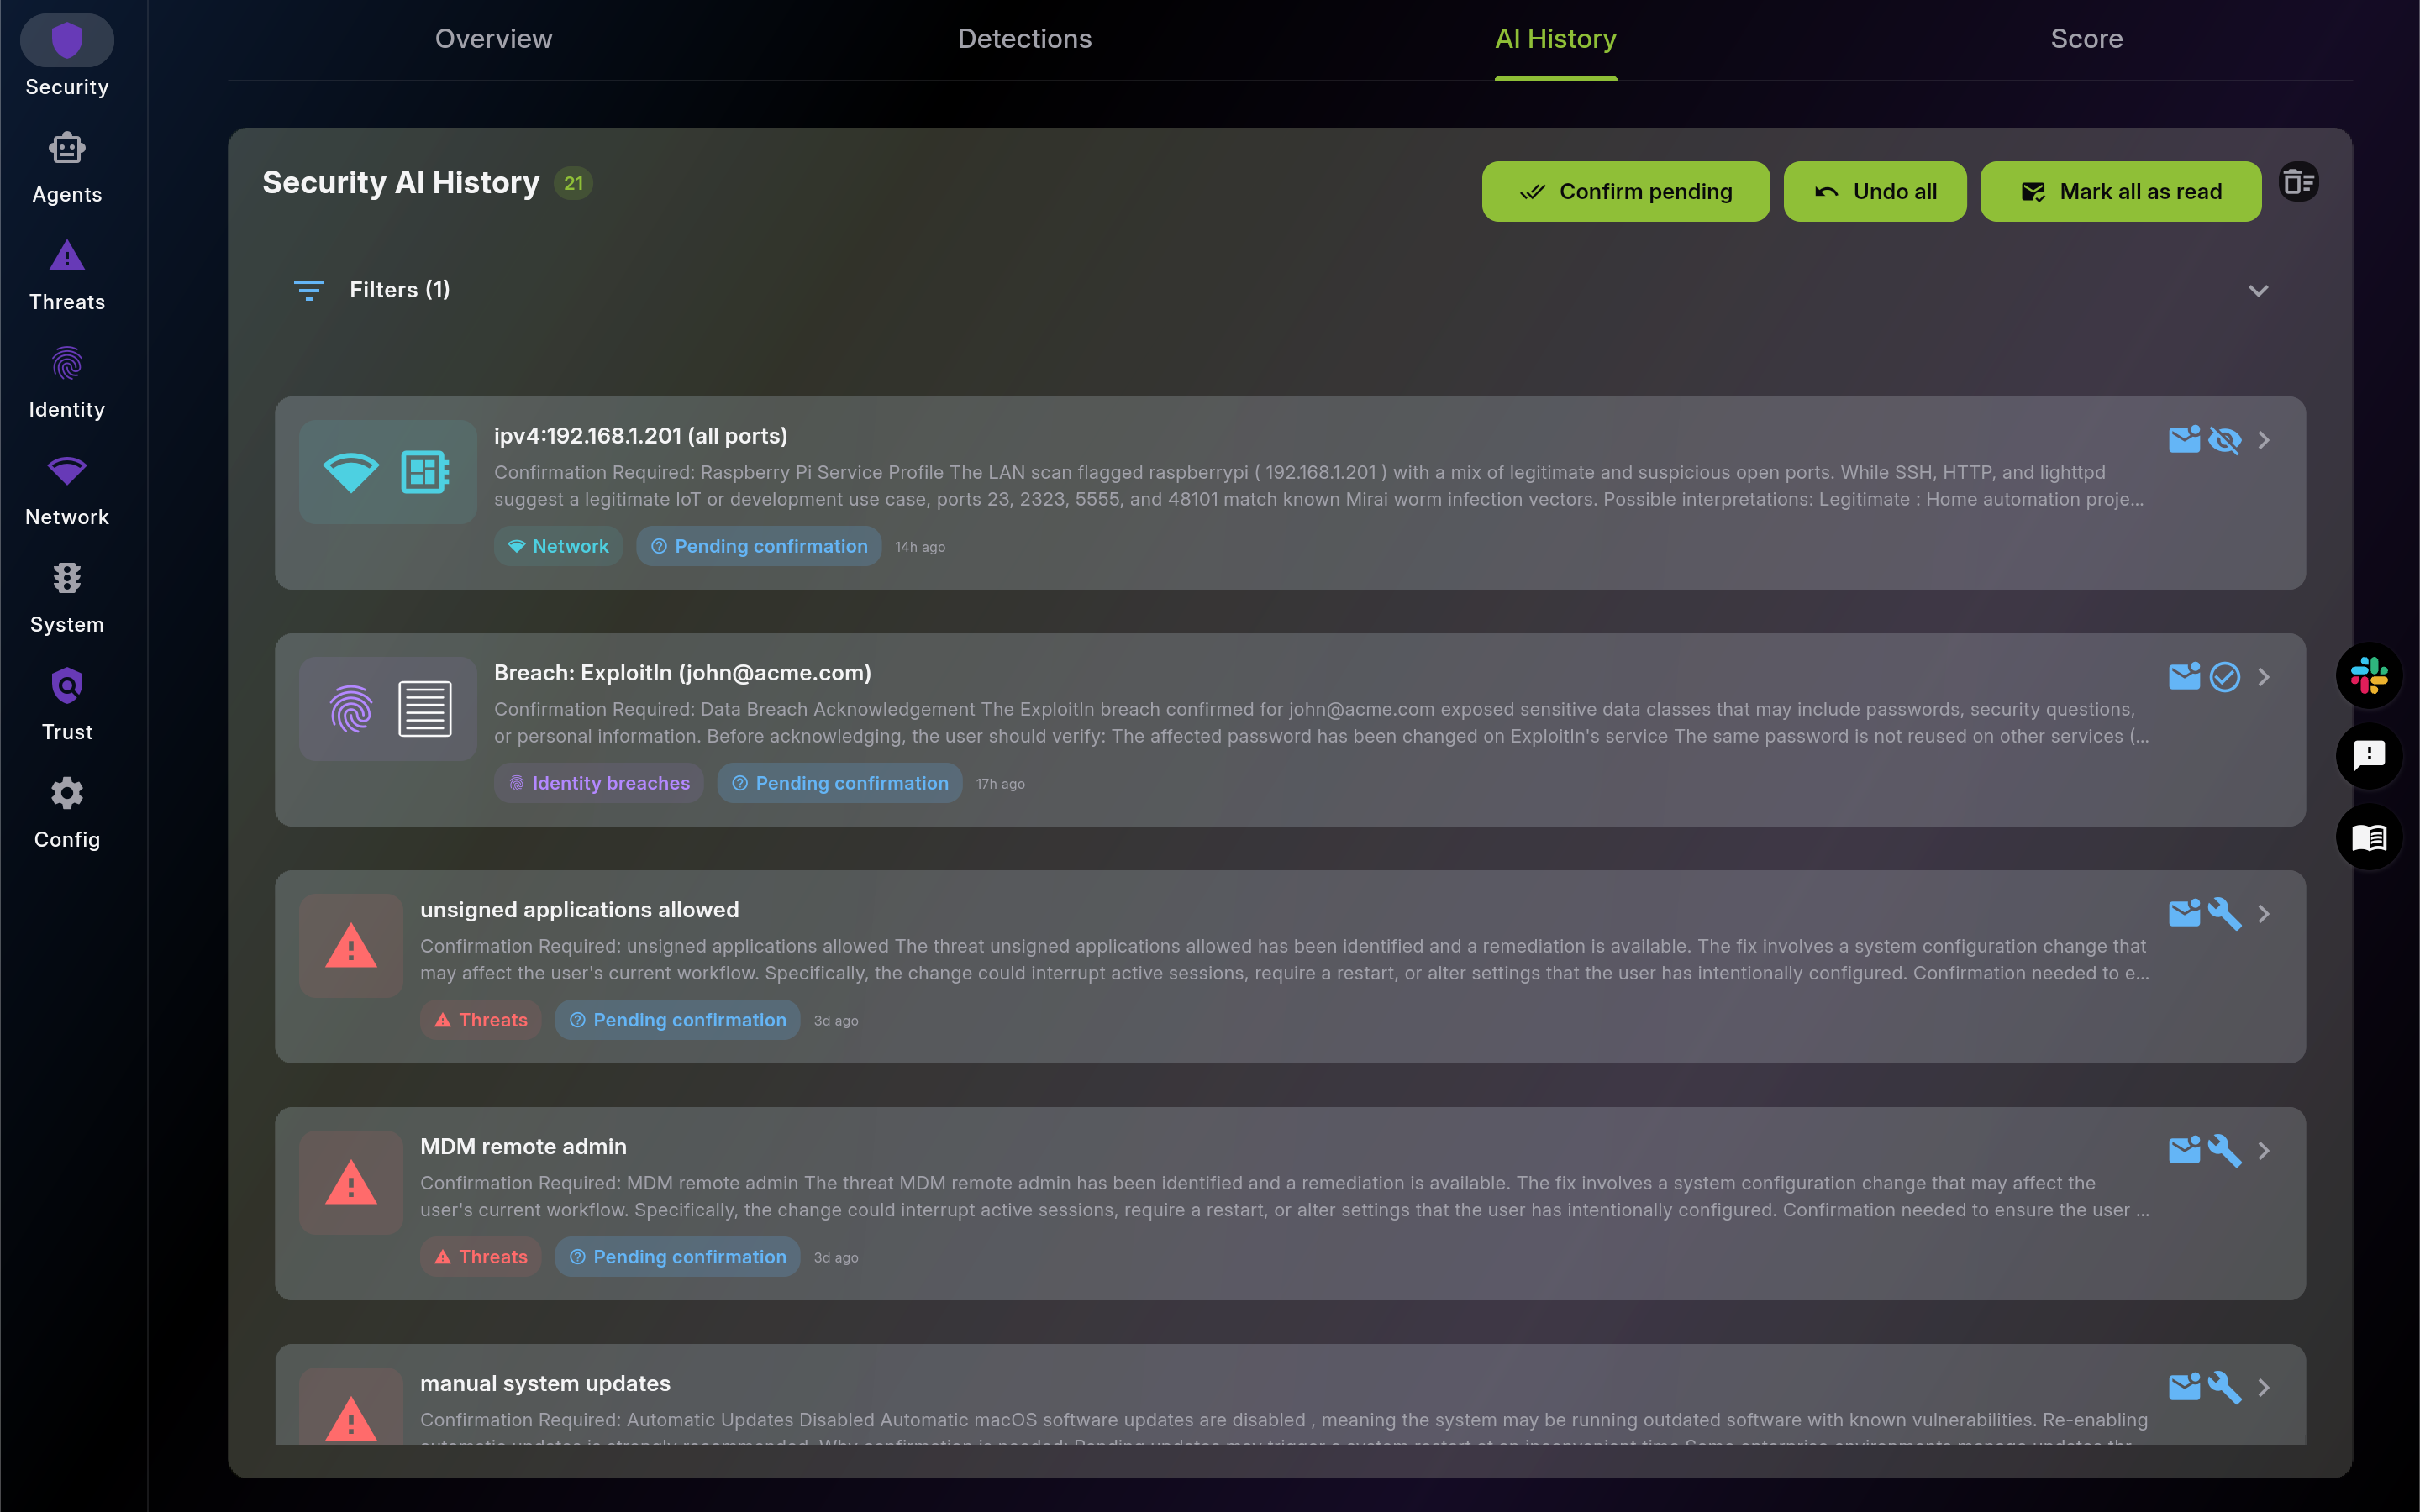 Security
Agents
Threats
Identity
Network
System
Trust
Config
Overview
Detections
AI History
Score
Security AI History 21
Confirm pending
Undo all
Mark all as read
Filters (1)
ipv4:192.168.1.201 (all ports)
Confirmation Required: Raspberry Pi Service Profile The LAN scan flagged raspberrypi ( 192.168.1.201 ) with a mix of legitimate and suspicious open ports. While SSH, HTTP, and lighttpd
suggest a legitimate IoT or development use case, ports 23, 2323, 5555, and 48101 match known Mirai worm infection vectors. Possible interpretations: Legitimate : Home automation proje...
Network Pending confirmation 14h ago
Breach: ExploitIn (john@acme.com)
Confirmation Required: Data Breach Acknowledgement The ExploitIn breach confirmed for john@acme.com exposed sensitive data classes that may include passwords, security questions,
or personal information. Before acknowledging, the user should verify: The affected password has been changed on ExploitIn's service The same password is not reused on other services (...
Identity breaches Pending confirmation 17h ago
unsigned applications allowed
Confirmation Required: unsigned applications allowed The threat unsigned applications allowed has been identified and a remediation is available. The fix involves a system configuration change that
may affect the user's current workflow. Specifically, the change could interrupt active sessions, require a restart, or alter settings that the user has intentionally configured. Confirmation needed to e...
Threats Pending confirmation 3d ago
MDM remote admin
Confirmation Required: MDM remote admin The threat MDM remote admin has been identified and a remediation is available. The fix involves a system configuration change that may affect the
user's current workflow. Specifically, the change could interrupt active sessions, require a restart, or alter settings that the user has intentionally configured. Confirmation needed to ensure the user ...
Threats Pending confirmation 3d ago
manual system updates
Confirmation Required: Automatic Updates Disabled Automatic macOS software updates are disabled , meaning the system may be running outdated software with known vulnerabilities. Re-enabling